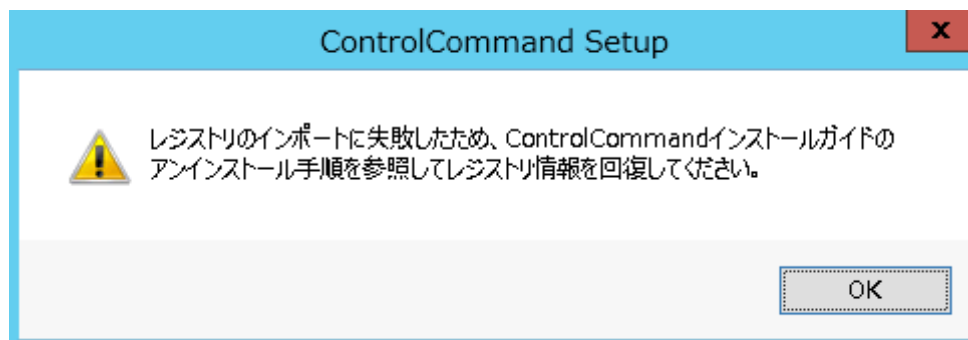 ControlCommand Setup
x
レジストリのインポートに失敗したため、ControlCommandインストールガイドの
アンインストール手順を参照してレジストリ情報を回復してください。
OK